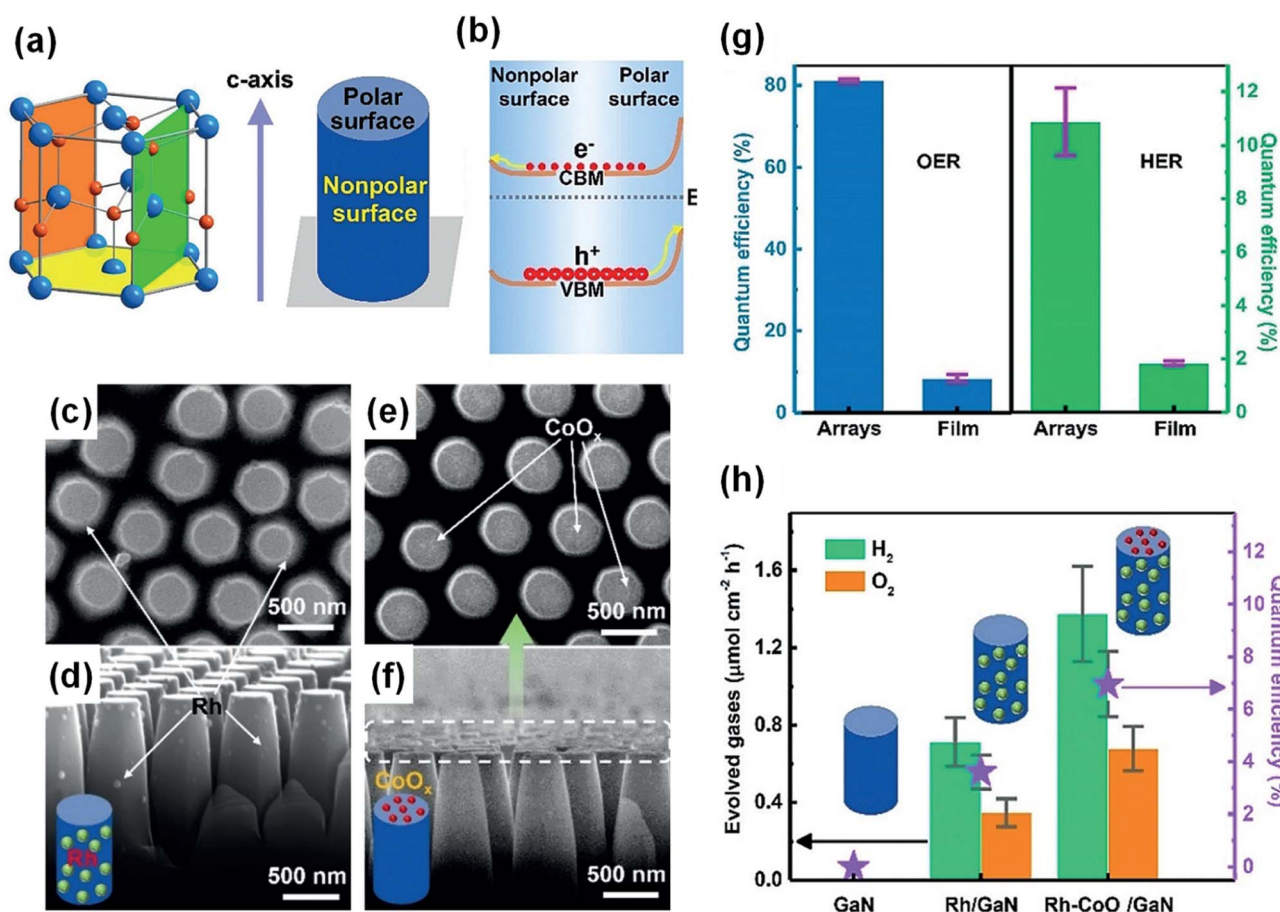 (a)
c-axis
Polar
surface
Nonpolar
surface
(b)
Nonpolar
surface
Polar
surface
e⁻
CBM
E
h⁺
VBM
(c)
500 nm
(d)
Rh
Rh
500 nm
(e)
CoOₓ
500 nm
(f)
CoOₓ
500 nm
(g)
Quantum efficiency (%)
80
60
40
20
0
OER
HER
Arrays
Film
Arrays
Film
12
10
8
6
4
2
0
Quantum efficiency (%)
(h)
Evolved gases (μmol cm⁻² h⁻¹)
1.6
1.2
0.8
0.4
0.0
H₂
O₂
GaN
Rh/GaN
Rh-CoO /GaN
12
10
8
6
4
2
0
Quantum efficiency (%)